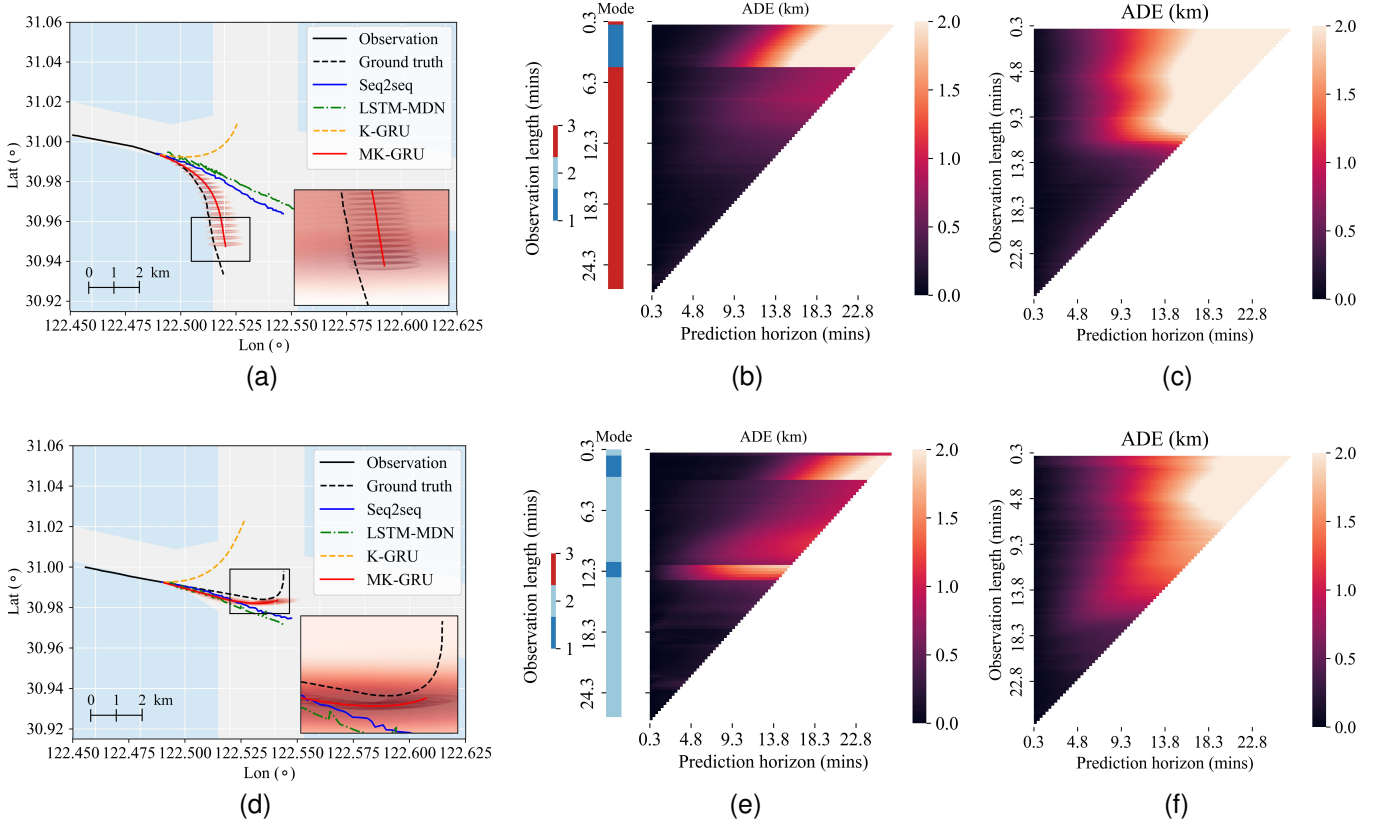 31.06
31.04
31.02
31.00
30.98
30.96
30.94
30.92
Lat (∘)
122.450 122.475 122.500 122.525 122.550 122.575 122.600 122.625
Lon (∘)
Observation
Ground truth
Seq2seq
LSTM-MDN
K-GRU
MK-GRU
0 1 2 km
(a)
Mode
ADE (km)
3
2
1
Observation length (mins)
0.3
6.3
12.3
18.3
24.3
0.3 4.8 9.3 13.8 18.3 22.8
Prediction horizon (mins)
2.0
1.5
1.0
0.5
0.0
(b)
ADE (km)
Observation length (mins)
0.3
4.8
9.3
13.8
18.3
22.8
0.3 4.8 9.3 13.8 18.3 22.8
Prediction horizon (mins)
2.0
1.5
1.0
0.5
0.0
(c)
31.06
31.04
31.02
31.00
30.98
30.96
30.94
30.92
Lat (∘)
122.450 122.475 122.500 122.525 122.550 122.575 122.600 122.625
Lon (∘)
Observation
Ground truth
Seq2seq
LSTM-MDN
K-GRU
MK-GRU
0 1 2 km
(d)
Mode
ADE (km)
3
2
1
Observation length (mins)
0.3
6.3
12.3
18.3
24.3
0.3 4.8 9.3 13.8 18.3 22.8
Prediction horizon (mins)
2.0
1.5
1.0
0.5
0.0
(e)
ADE (km)
Observation length (mins)
0.3
4.8
9.3
13.8
18.3
22.8
0.3 4.8 9.3 13.8 18.3 22.8
Prediction horizon (mins)
2.0
1.5
1.0
0.5
0.0
(f)